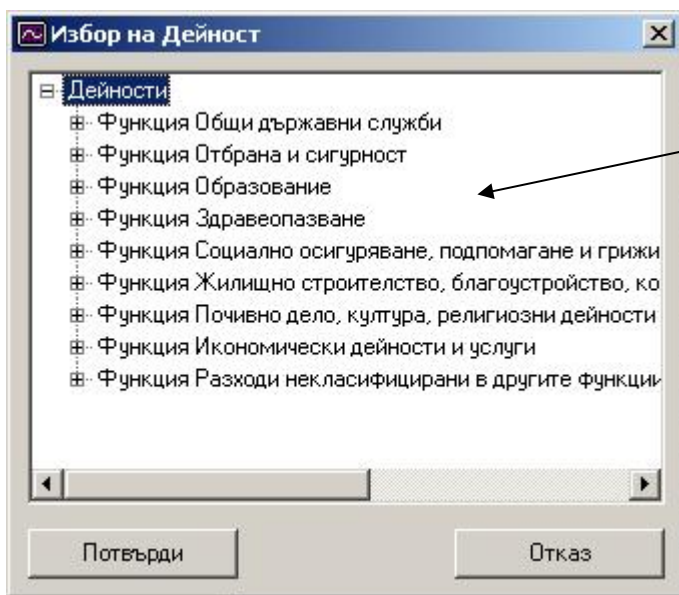 Избор на Дейност
Дейности
Функция Общи държавни служби
Функция Отбрана и сигурност
Функция Образование
Функция Здравеопазване
Функция Социално осигуряване, подпомагане и грижи
Функция Жилищно строителство, благоустройство, ко
Функция Почивно дело, култура, религиозни дейности
Функция Икономически дейности и услуги
Функция Разходи некласифицирани в другите функции
Потвърди
Отказ